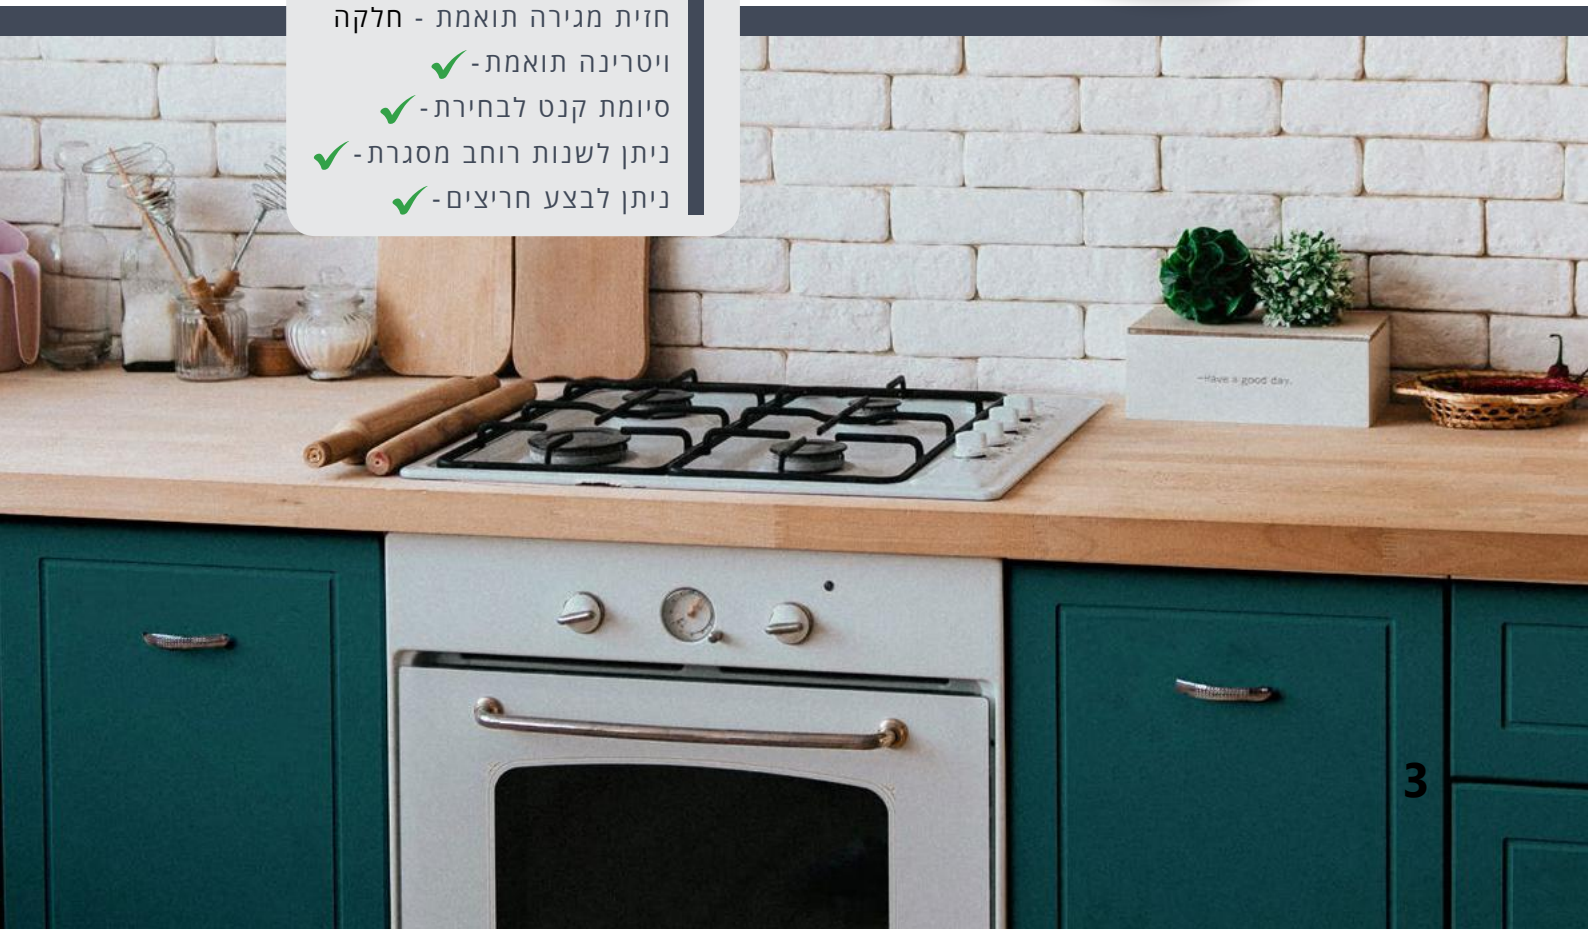 חזית מגירה תואמת - חלקה
ויטרינה תואמת-
סיומת קנט לבחירת-
ניתן לשנות רוחב מסגרת-
ניתן לבצע חריצים-
Have a good day.
3